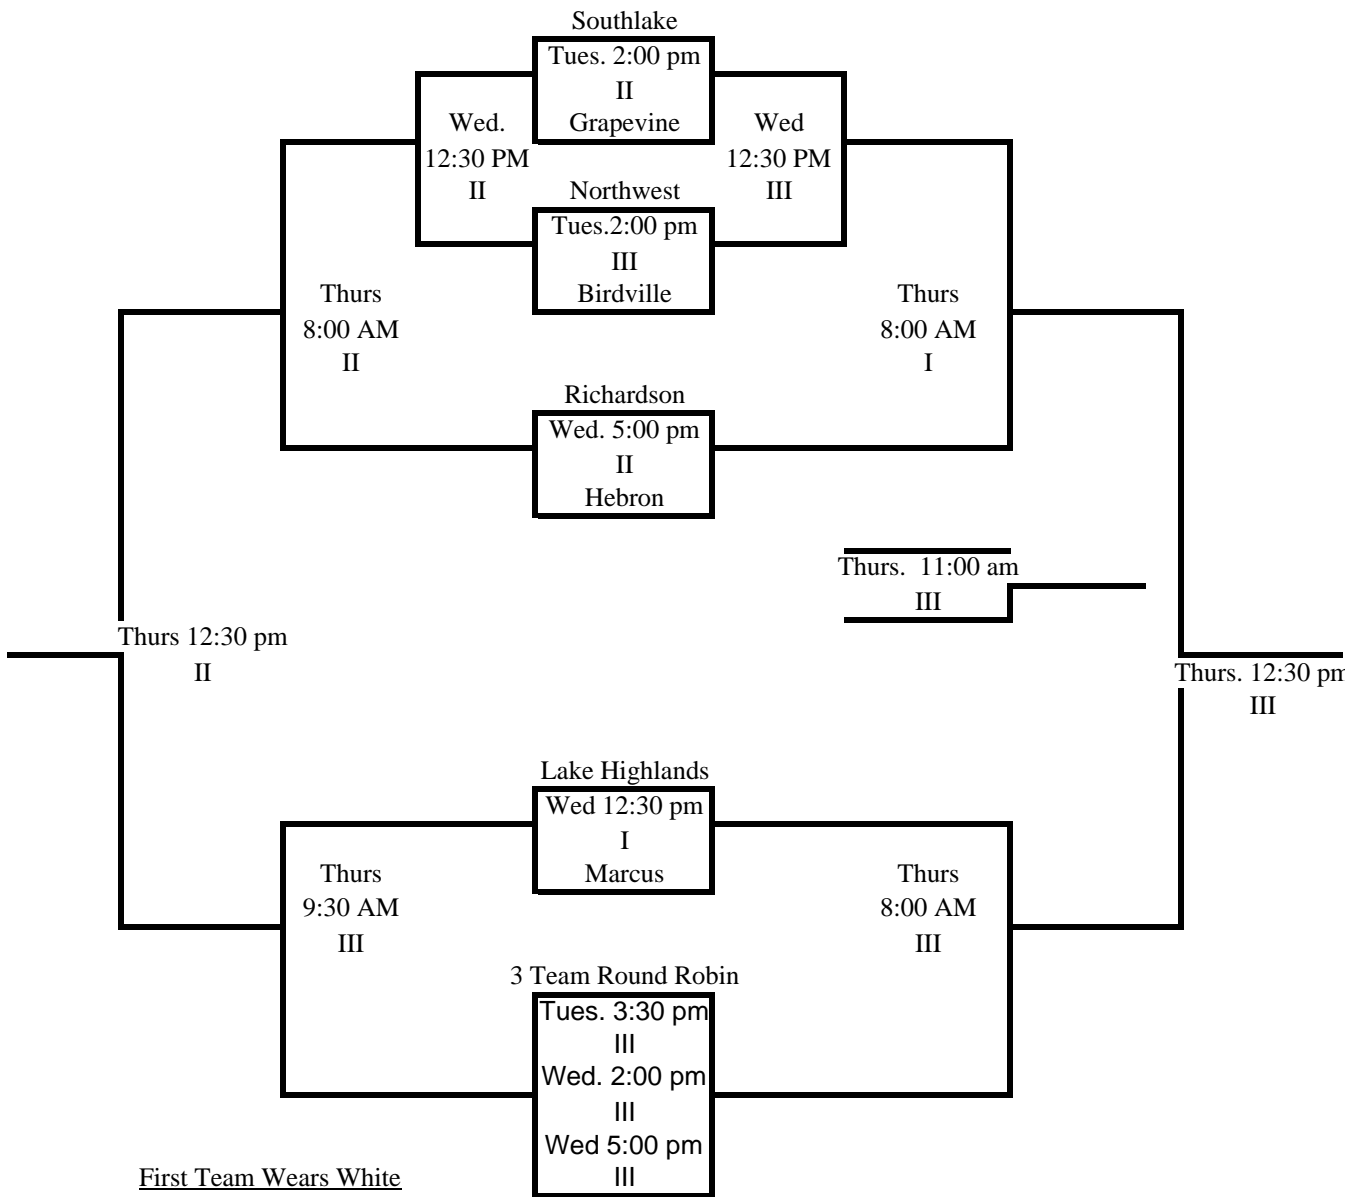 Southlake
Tues. 2:00 pm
II
Grapevine
Wed.
12:30 PM
II
Wed
12:30 PM
III
Northwest
Tues.2:00 pm
III
Birdville
Thurs
8:00 AM
II
Thurs
8:00 AM
I
Richardson
Wed. 5:00 pm
II
Hebron
Thurs.  11:00 am
III
Thurs 12:30 pm
II
Thurs. 12:30 pm
III
Lake Highlands
Wed 12:30 pm
I
Marcus
Thurs
9:30 AM
III
Thurs
8:00 AM
III
3 Team Round Robin
Tues. 3:30 pm
III
Wed. 2:00 pm
III
Wed 5:00 pm
III
First Team Wears White